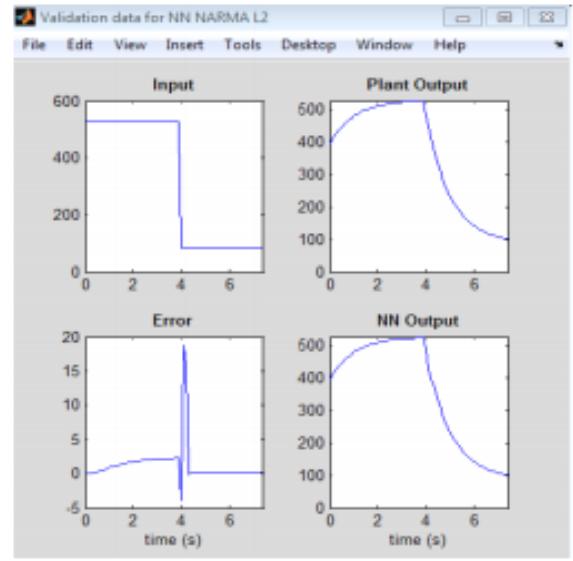 Validation data for NN NARMA L2
File Edit View Insert Tools Desktop Window Help
Input
600
400
200
0
0 2 4 6
Plant Output
500
400
300
200
100
0
0 2 4 6
Error
20
15
10
5
0
-5
0 2 4 6
time (s)
NN Output
500
400
300
200
100
0
0 2 4 6
time (s)